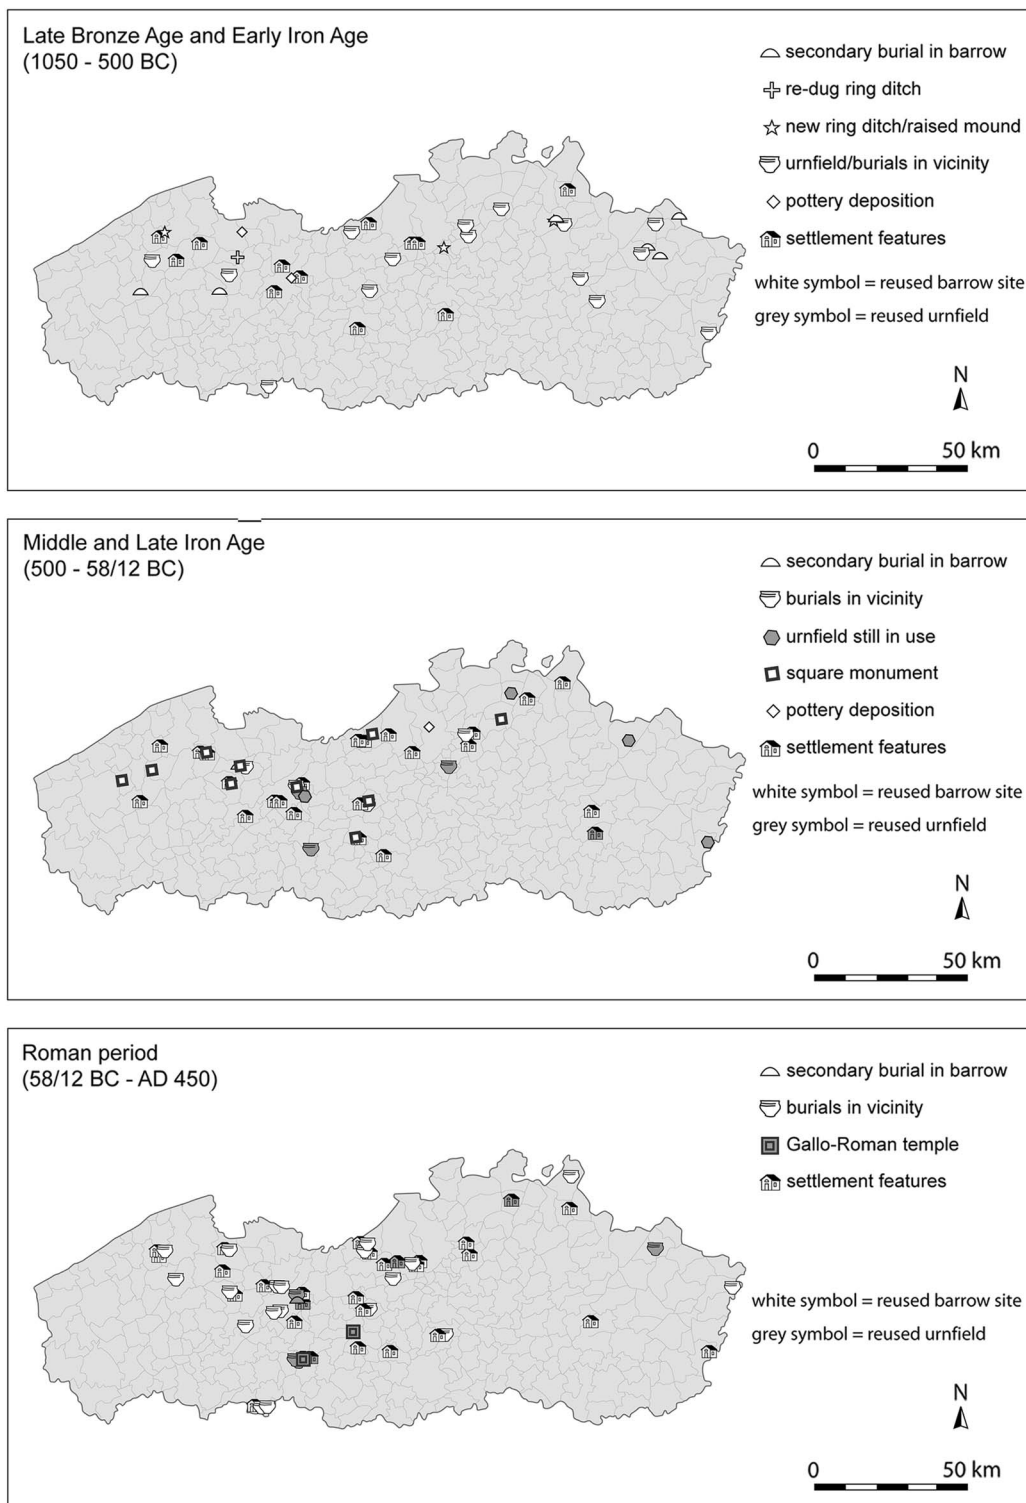 Late Bronze Age and Early Iron Age
(1050 - 500 BC)
secondary burial in barrow
re-dug ring ditch
new ring ditch/raised mound
urnfield/burials in vicinity
pottery deposition
settlement features
white symbol = reused barrow site
grey symbol = reused urnfield
N
0 50 km
Middle and Late Iron Age
(500 - 58/12 BC)
secondary burial in barrow
burials in vicinity
urnfield still in use
square monument
pottery deposition
settlement features
white symbol = reused barrow site
grey symbol = reused urnfield
N
0 50 km
Roman period
(58/12 BC - AD 450)
secondary burial in barrow
burials in vicinity
Gallo-Roman temple
settlement features
white symbol = reused barrow site
grey symbol = reused urnfield
N
0 50 km